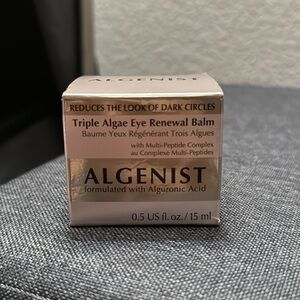 ALGENIST
REDUCES THE LOOK OF DARK CIRCLES
Triple Algae Eye Renewal Balm
Baume Yeux Régénérant Trois Algues
with Multi-Peptide Complex
au Complexe Multi-Peptides
ALGENIST
formulated with Alguronic Acid
0.5 US fl. oz. / 15 ml